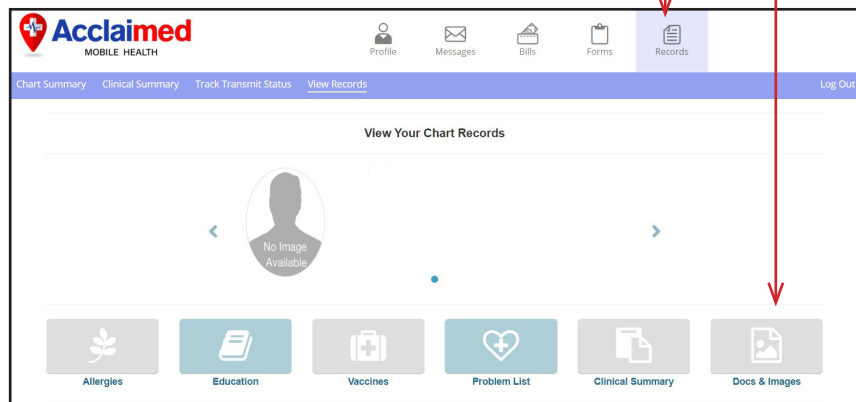 Acclaimed
MOBILE HEALTH
Profile
Messages
Bills
Forms
Records
Chart Summary Clinical Summary Track Transmit Status View Records Log Out
View Your Chart Records
No Image
Available
Allergies
Education
Vaccines
Problem List
Clinical Summary
Docs & Images